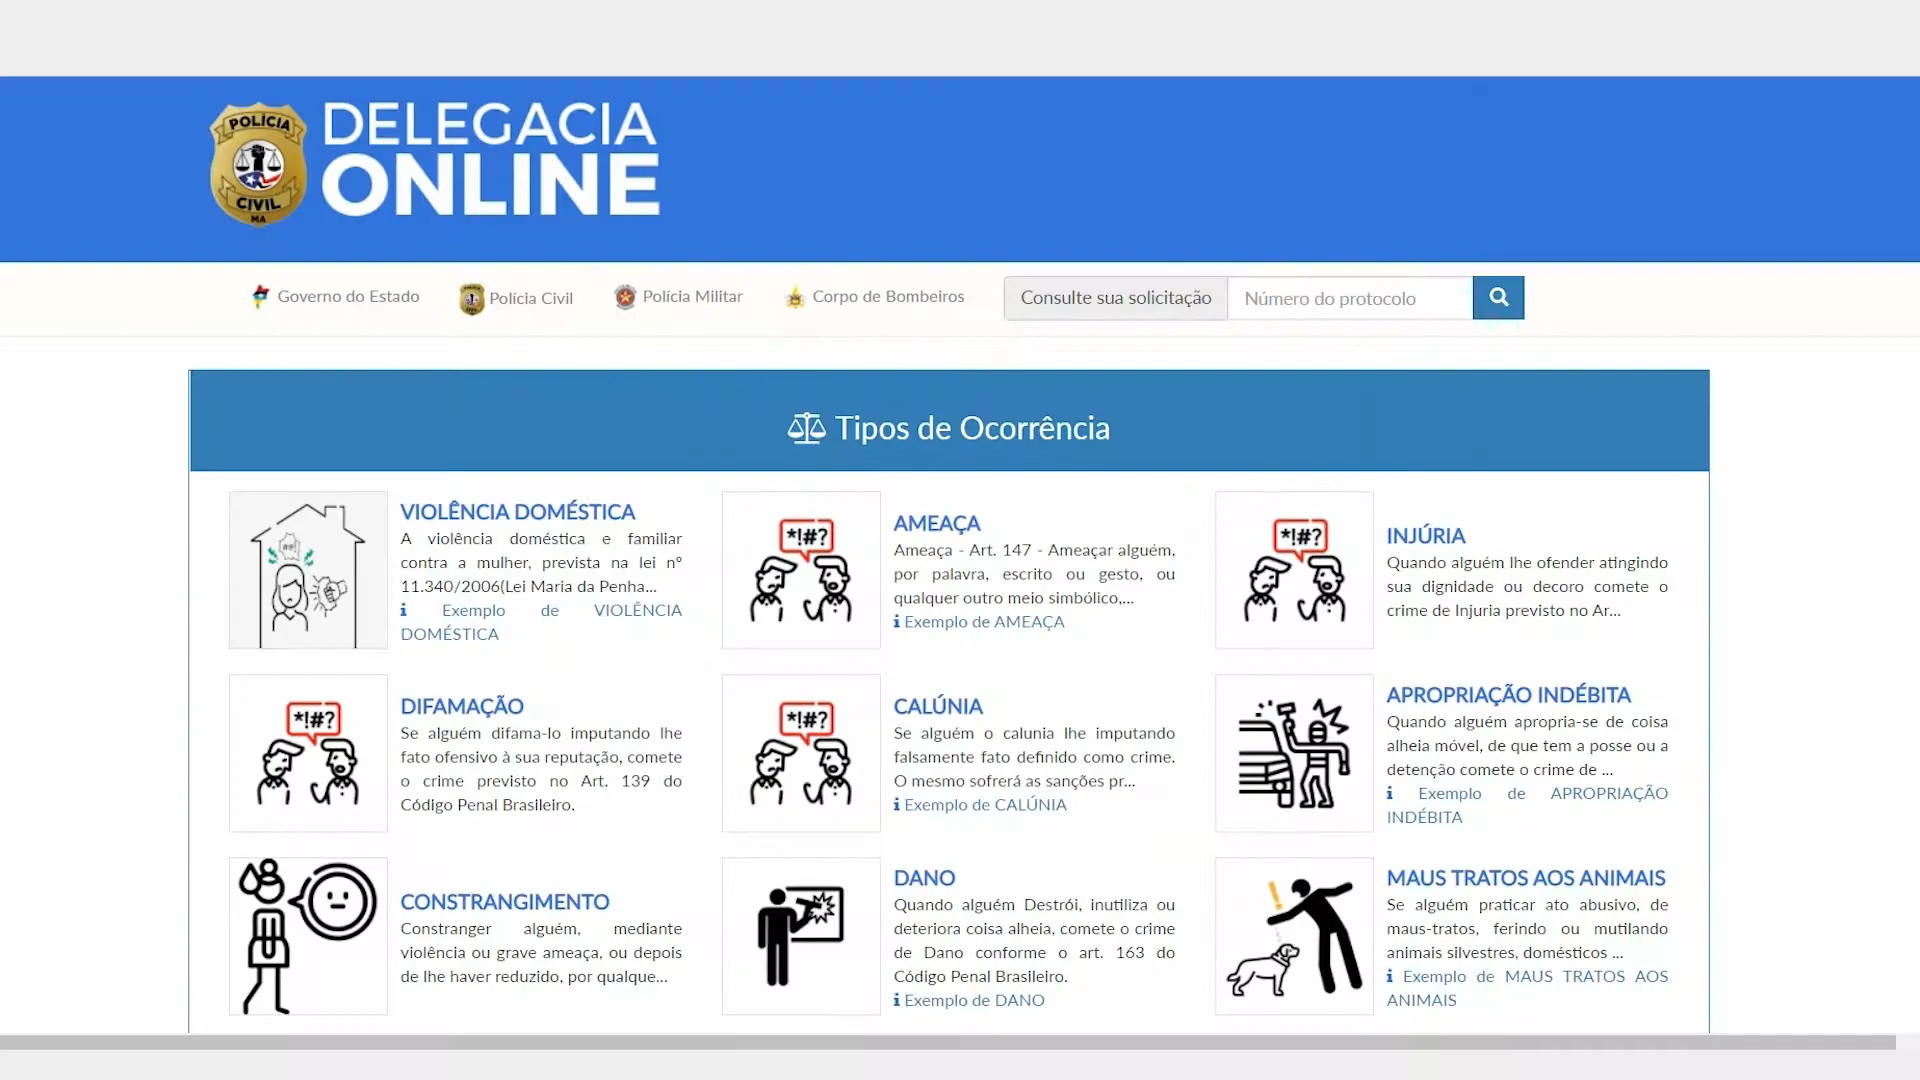 POLÍCIA
CIVIL
MA
DELEGACIA
ONLINE
Governo do Estado
Polícia Civil
Polícia Militar
Corpo de Bombeiros
Consulte sua solicitação
Número do protocolo
Tipos de Ocorrência
VIOLÊNCIA DOMÉSTICA
A violência doméstica e familiar
contra a mulher, prevista na lei nº
11.340/2006(Lei Maria da Penha...
Exemplo de VIOLÊNCIA
DOMÉSTICA
*!#?
AMEAÇA
Ameaça - Art. 147 - Ameaçar alguém,
por palavra, escrito ou gesto, ou
qualquer outro meio simbólico,...
Exemplo de AMEAÇA
*!#?
INJÚRIA
Quando alguém lhe ofender atingindo
sua dignidade ou decoro comete o
crime de Injuria previsto no Ar...
*!#?
DIFAMAÇÃO
Se alguém difama-lo imputando lhe
fato ofensivo à sua reputação, comete
o crime previsto no Art. 139 do
Código Penal Brasileiro.
*!#?
CALÚNIA
Se alguém o calunia lhe imputando
falsamente fato definido como crime.
O mesmo sofrerá as sanções pr...
Exemplo de CALÚNIA
APROPRIAÇÃO INDÉBITA
Quando alguém apropria-se de coisa
alheia móvel, de que tem a posse ou a
detenção comete o crime de ...
Exemplo de APROPRIAÇÃO
INDÉBITA
CONSTRANGIMENTO
Constranger alguém, mediante
violência ou grave ameaça, ou depois
de lhe haver reduzido, por qualque...
DANO
Quando alguém Destrói, inutiliza ou
deteriora coisa alheia, comete o crime
de Dano conforme o art. 163 do
Código Penal Brasileiro.
Exemplo de DANO
MAUS TRATOS AOS ANIMAIS
Se alguém praticar ato abusivo, de
maus-tratos, ferindo ou mutilando
animais silvestres, domésticos ...
Exemplo de MAUS TRATOS AOS
ANIMAIS